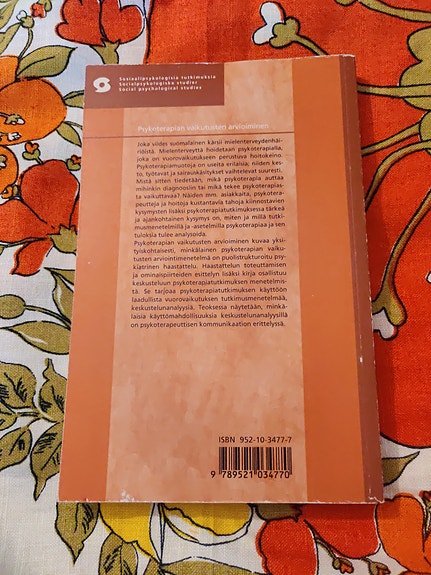 Sosiaalipsykologisia tutkimuksia
Socialpsykologiska studier
Social psychological studies
Psykoterapian vaikutusten arvioiminen
Joka viides suomalainen kärsii mielenterveydenhäi-
riöistä. Mielenterveyttä hoidetaan psykoterapialla,
joka on vuorovaikutukseen perustuva hoitokeino.
Psykoterapiamuotoja on useita erilaisia; niiden kes-
to, työtavat ja sairauskäsitykset vaihtelevat suuresti.
Mistä sitten tiedetään, mikä psykoterapia auttaa
mihinkin diagnoosiin tai mikä tekee psykoterapias-
ta vaikuttavaa? Näiden mm. asiakkaita, psykotera-
peutteja ja hoitoja kustantavia tahoja kiinnostavien
kysymysten lisäksi psykoterapiatutkimuksessa tärkeä
ja ajankohtainen kysymys on, miten ja millä tutki-
musmenetelmillä ja -asetelmilla psykoterapiaa ja sen
tuloksia tulee analysoida.
Psykoterapian vaikutusten arvioiminen kuvaa yksi-
tyiskohtaisesti, minkälainen psykoterapian vaiku-
tusten arviointimenetelmä on puolistrukturoitu psy-
kiatrinen haastattelu. Haastattelun toteuttamisen
ja ominaispiirteiden esittelyn lisäksi kirja osallistuu
keskusteluun psykoterapiatutkimuksen menetelmis-
tä. Se tarjoaa psykoterapiatutkimuksen käyttöön
laadullista vuorovaikutuksen tutkimusmenetelmää,
keskustelunanalyysiä. Teoksessa näytetään, minkä-
laisia käyttömahdollisuuksia keskustelunanalyysillä
on psykoterapeuttisen kommunikaation erittelyssä.
ISBN 952-10-3477-7
9 789521 034770